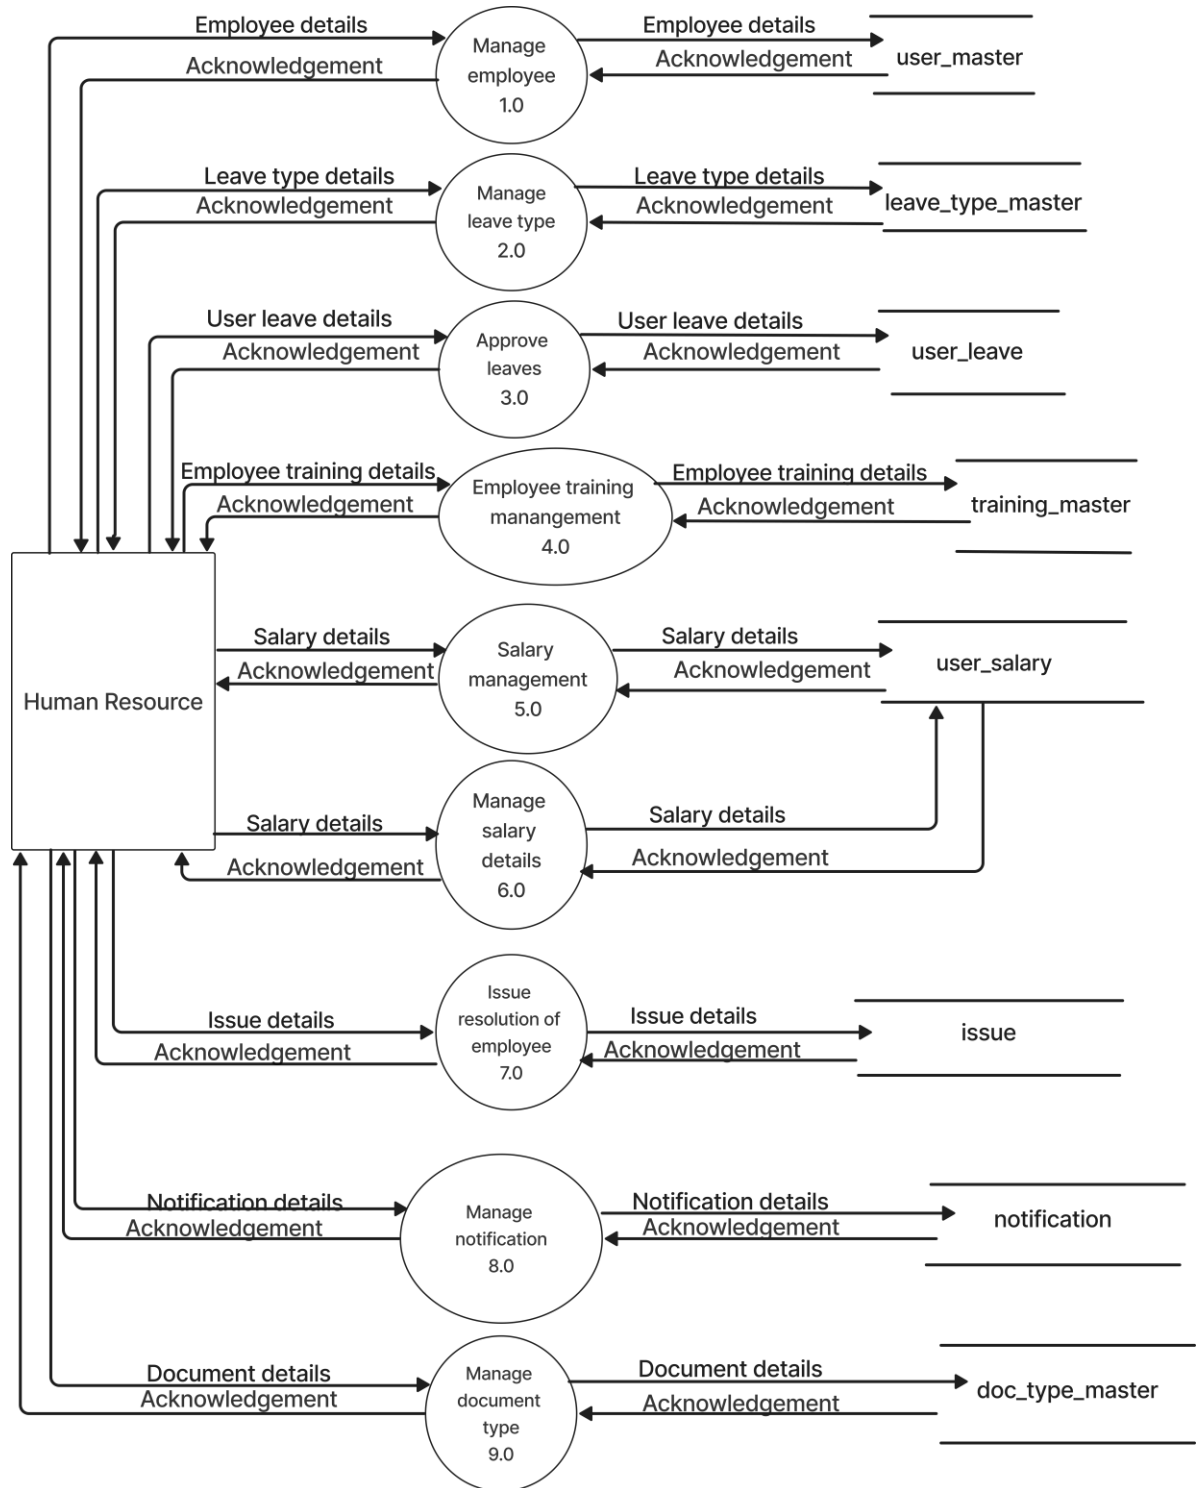 Employee details
Acknowledgement
Manage
employee
1.0
Employee details
Acknowledgement
user_master
Leave type details
Acknowledgement
Manage
leave type
2.0
Leave type details
Acknowledgement
leave_type_master
User leave details
Acknowledgement
Approve
leaves
3.0
User leave details
Acknowledgement
user_leave
Employee training details
Acknowledgement
Employee training
manangement
4.0
Employee training details
Acknowledgement
training_master
Human Resource
Salary details
Acknowledgement
Salary
management
5.0
Salary details
Acknowledgement
user_salary
Salary details
Acknowledgement
Manage
salary
details
6.0
Salary details
Acknowledgement
Issue details
Acknowledgement
Issue
resolution of
employee
7.0
Issue details
Acknowledgement
issue
Notification details
Acknowledgement
Manage
notification
8.0
Notification details
Acknowledgement
notification
Document details
Acknowledgement
Manage
document
type
9.0
Document details
Acknowledgement
doc_type_master